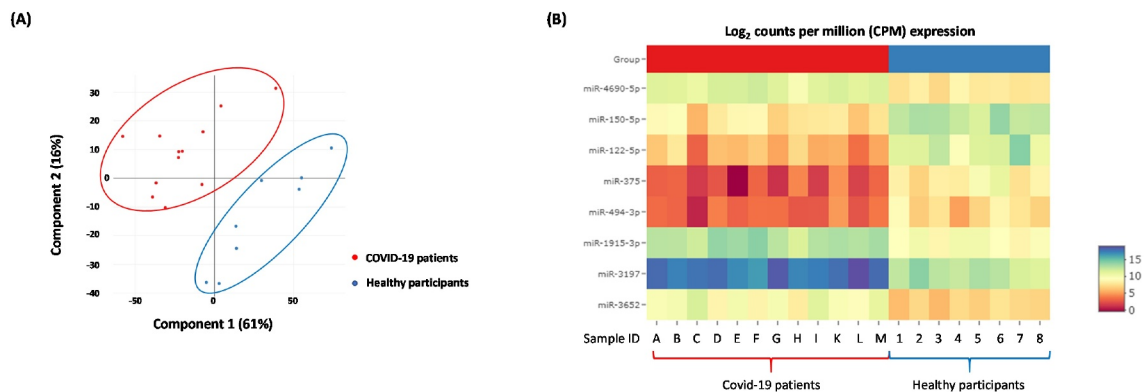 (A)
Component 2 (16%)
30
20
10
0
-10
-20
-30
-40
-50
0
50
Component 1 (61%)
COVID-19 patients
Healthy participants
(B)
Log₂ counts per million (CPM) expression
Group
miR-4690-5p
miR-150-5p
miR-122-5p
miR-375
miR-494-3p
miR-1915-3p
miR-3197
miR-3652
Sample ID A B C D E F G H I K L M 1 2 3 4 5 6 7 8
Covid-19 patients
Healthy participants
15
10
5
0